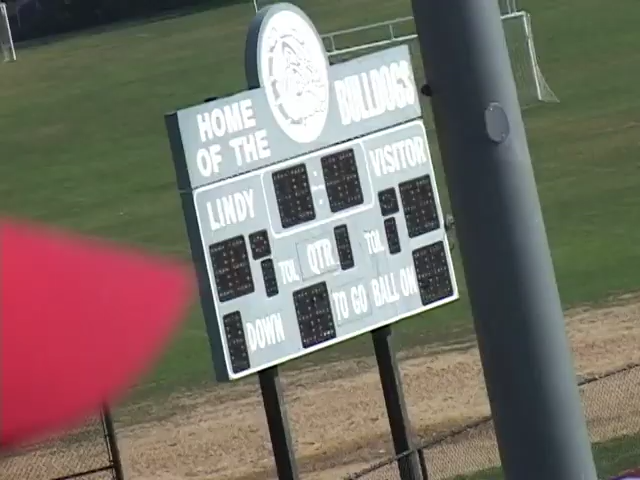 HOME BULLDOGS
OF THE
LINDY : VISITOR
TOL QTR TOL
DOWN TO GO BALL ON